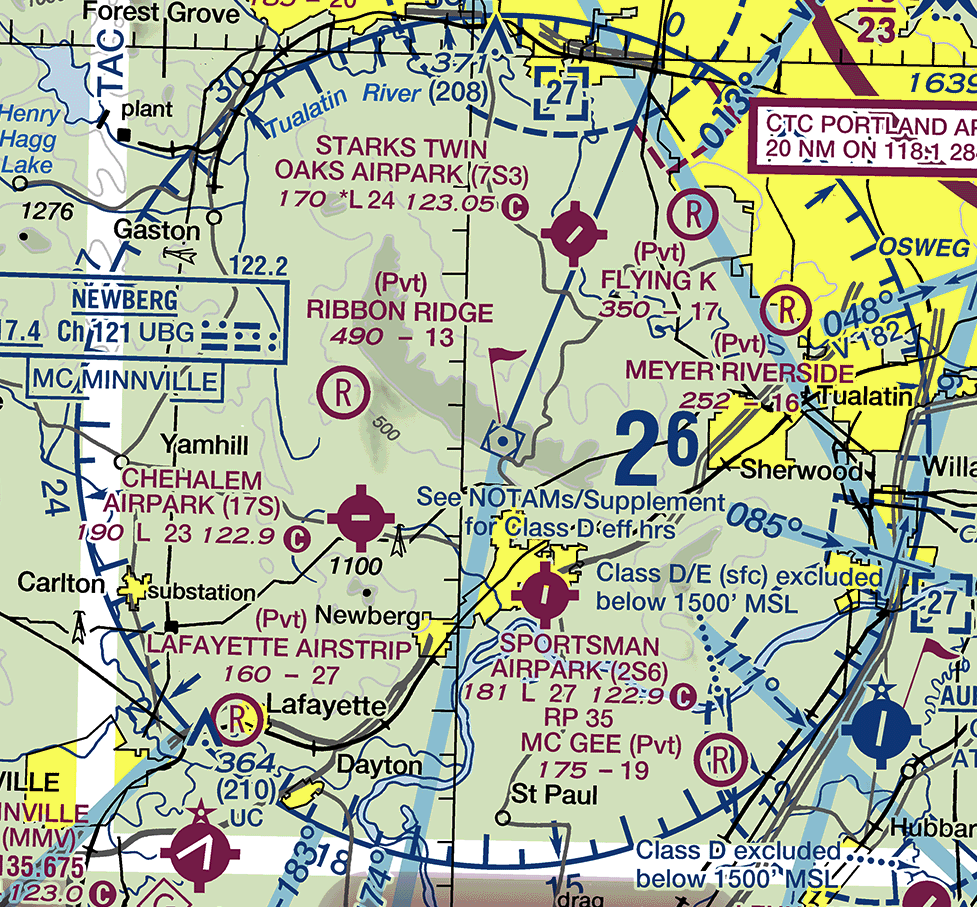 Forest Grove
185 - 20
30
371
(208)
27
0
0.13°
23
1639
TAC
plant
Henry
Hagg
Lake
Tualatin River
CTC PORTLAND AP
20 NM ON 118.1 28
STARKS TWIN
OAKS AIRPARK (7S3)
170 *L 24 123.05 C
1276
Gaston
R
(Pvt)
FLYING K
350 - 17
OSWEG
122.2
NEWBERG
17.4 Ch 121 UBG
MC MINNVILLE
(Pvt)
RIBBON RIDGE
490 - 13
R
R
048°
V 182
(Pvt)
MEYER RIVERSIDE
252 - 16
Tualatin
500
26
Yamhill
Sherwood
Willa
24
CHEHALEM
AIRPARK (17S)
190 L 23 122.9 C
See NOTAMs/Supplement
for Class D eff hrs
085°
1100
Carlton
substation
Newberg
Class D/E (sfc) excluded
below 1500' MSL
27
(Pvt)
LAFAYETTE AIRSTRIP
160 - 27
SPORTSMAN
AIRPARK (2S6)
181 L 27 122.9 C
RP 35
R
Lafayette
MC GEE (Pvt)
175 - 19
R
AU
364
(210)
UC
Dayton
St Paul
12
AT
VILLE
INVILLE
(MMV)
135.675
123.0 C
Hubbar
Class D excluded
below 1500' MSL
183°
18
174°
15
drag
C